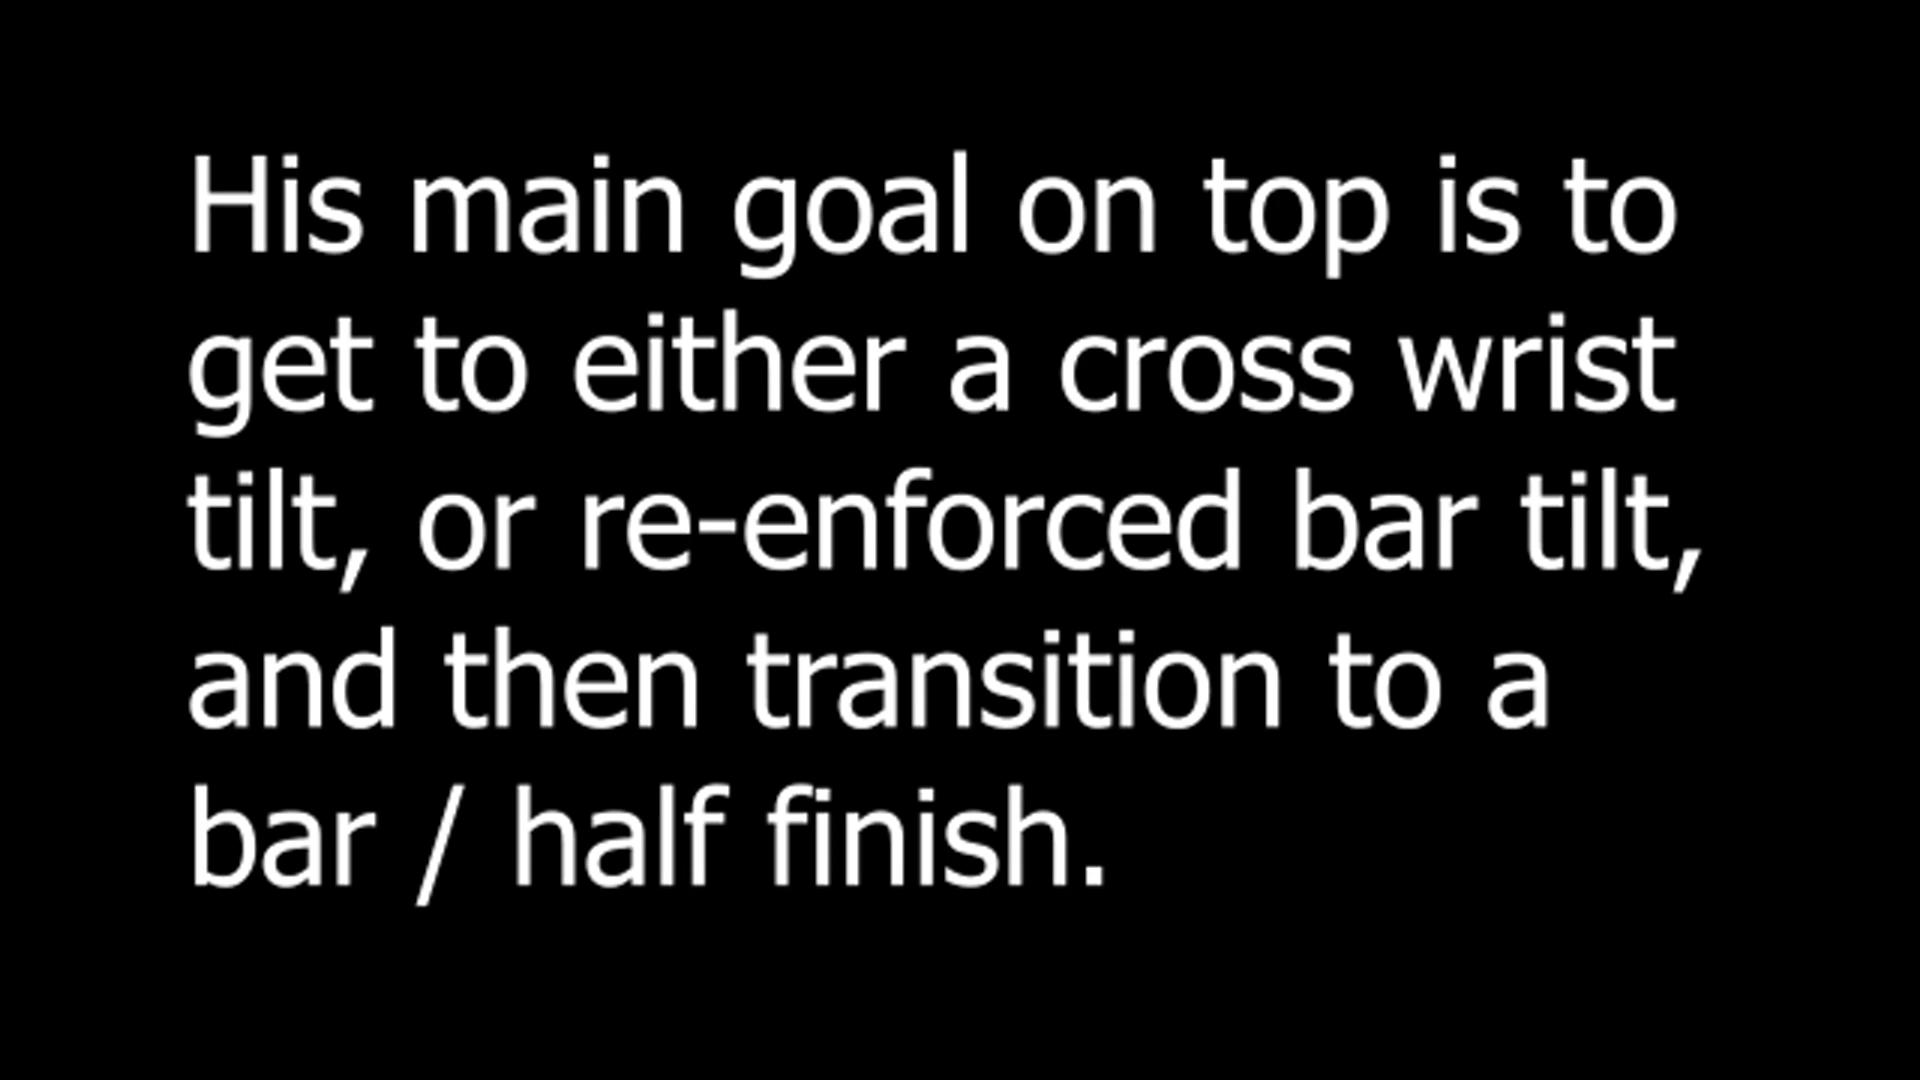 His main goal on top is to
get to either a cross wrist
tilt, or re-enforced bar tilt,
and then transition to a
bar / half finish.